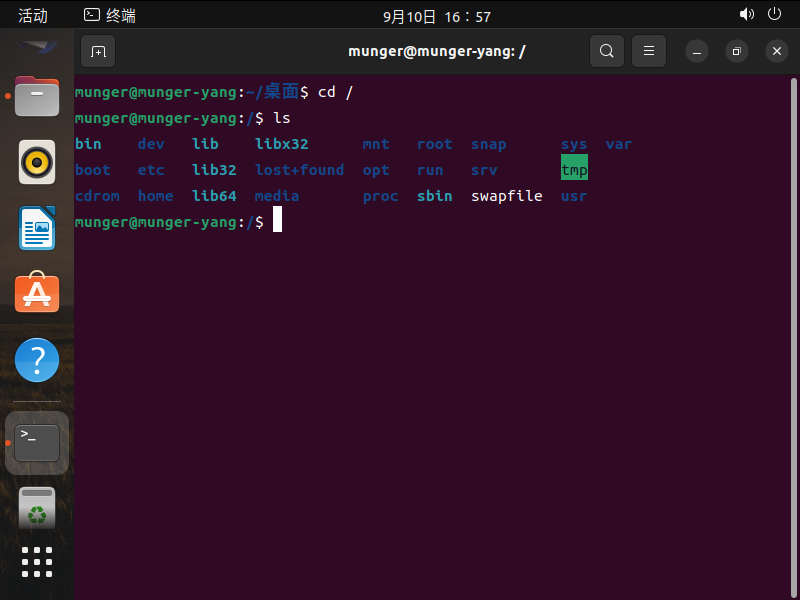 活动 终端 9月10日 16：57
munger@munger-yang: /
munger@munger-yang:~/桌面$ cd /
munger@munger-yang:/$ ls
bin dev lib libx32 mnt root snap sys var
boot etc lib32 lost+found opt run srv tmp
cdrom home lib64 media proc sbin swapfile usr
munger@munger-yang:/$